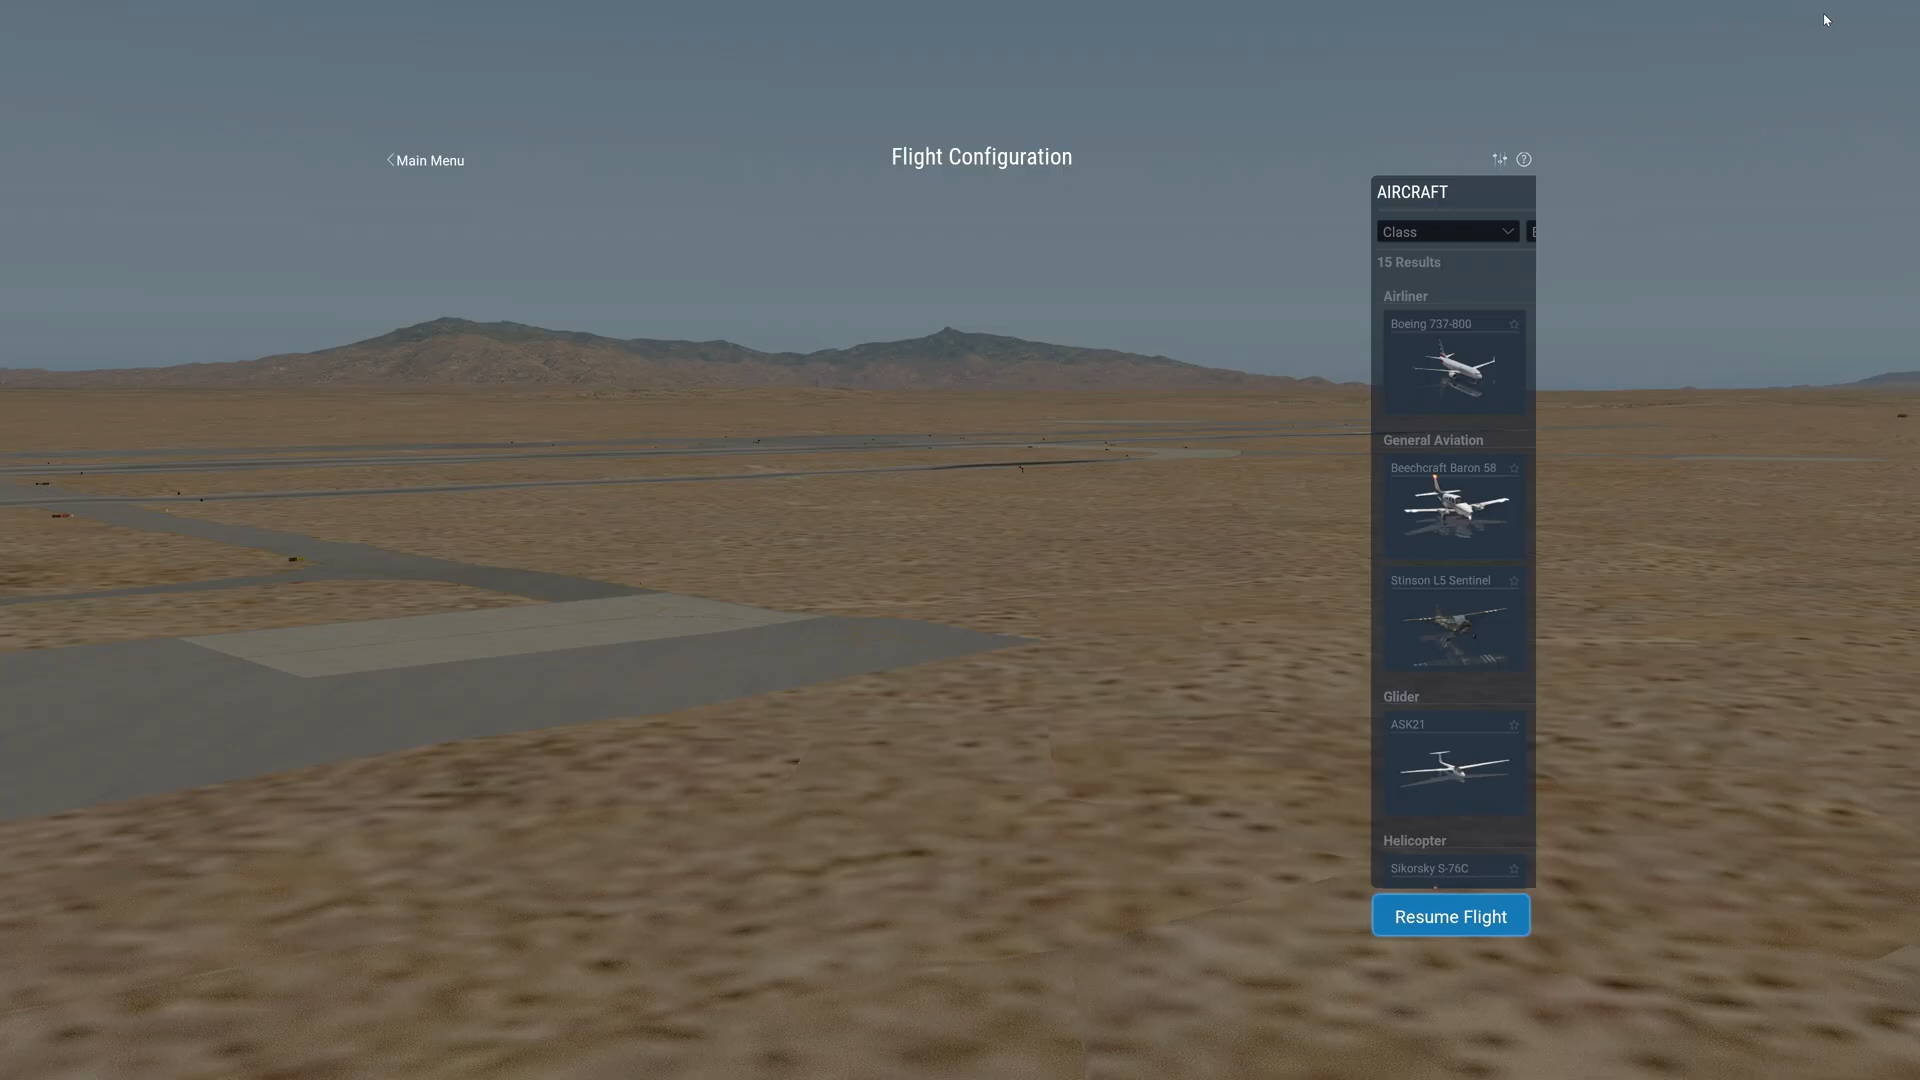 Main Menu
Flight Configuration
AIRCRAFT
Class
15 Results
Airliner
Boeing 737-800
General Aviation
Beechcraft Baron 58
Stinson L5 Sentinel
Glider
ASK21
Helicopter
Sikorsky S-76C
Resume Flight